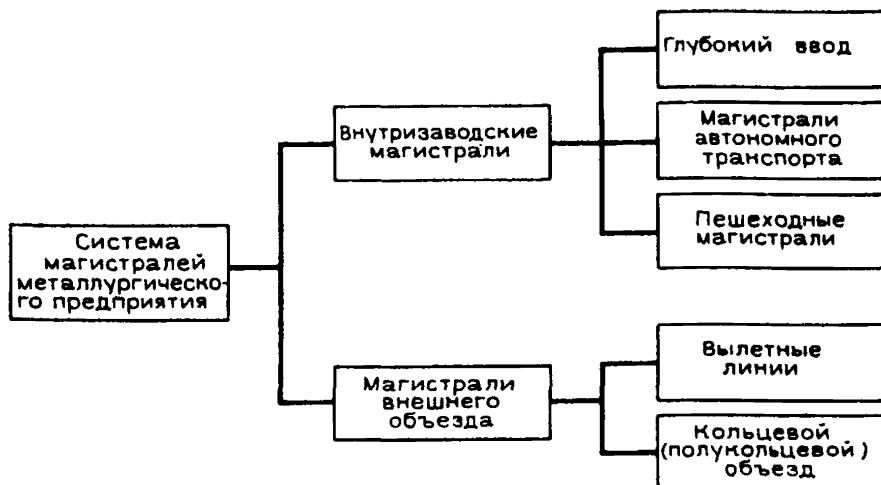 Система
магистралей
металлургическо-
го предприятия
Внутризаводские
магистрали
Глубокий ввод
Магистрали
автономного
транспорта
Пешеходные
магистрали
Магистрали
внешнего
объезда
Вылетные
линии
Кольцевой
(полукольцевой)
объезд